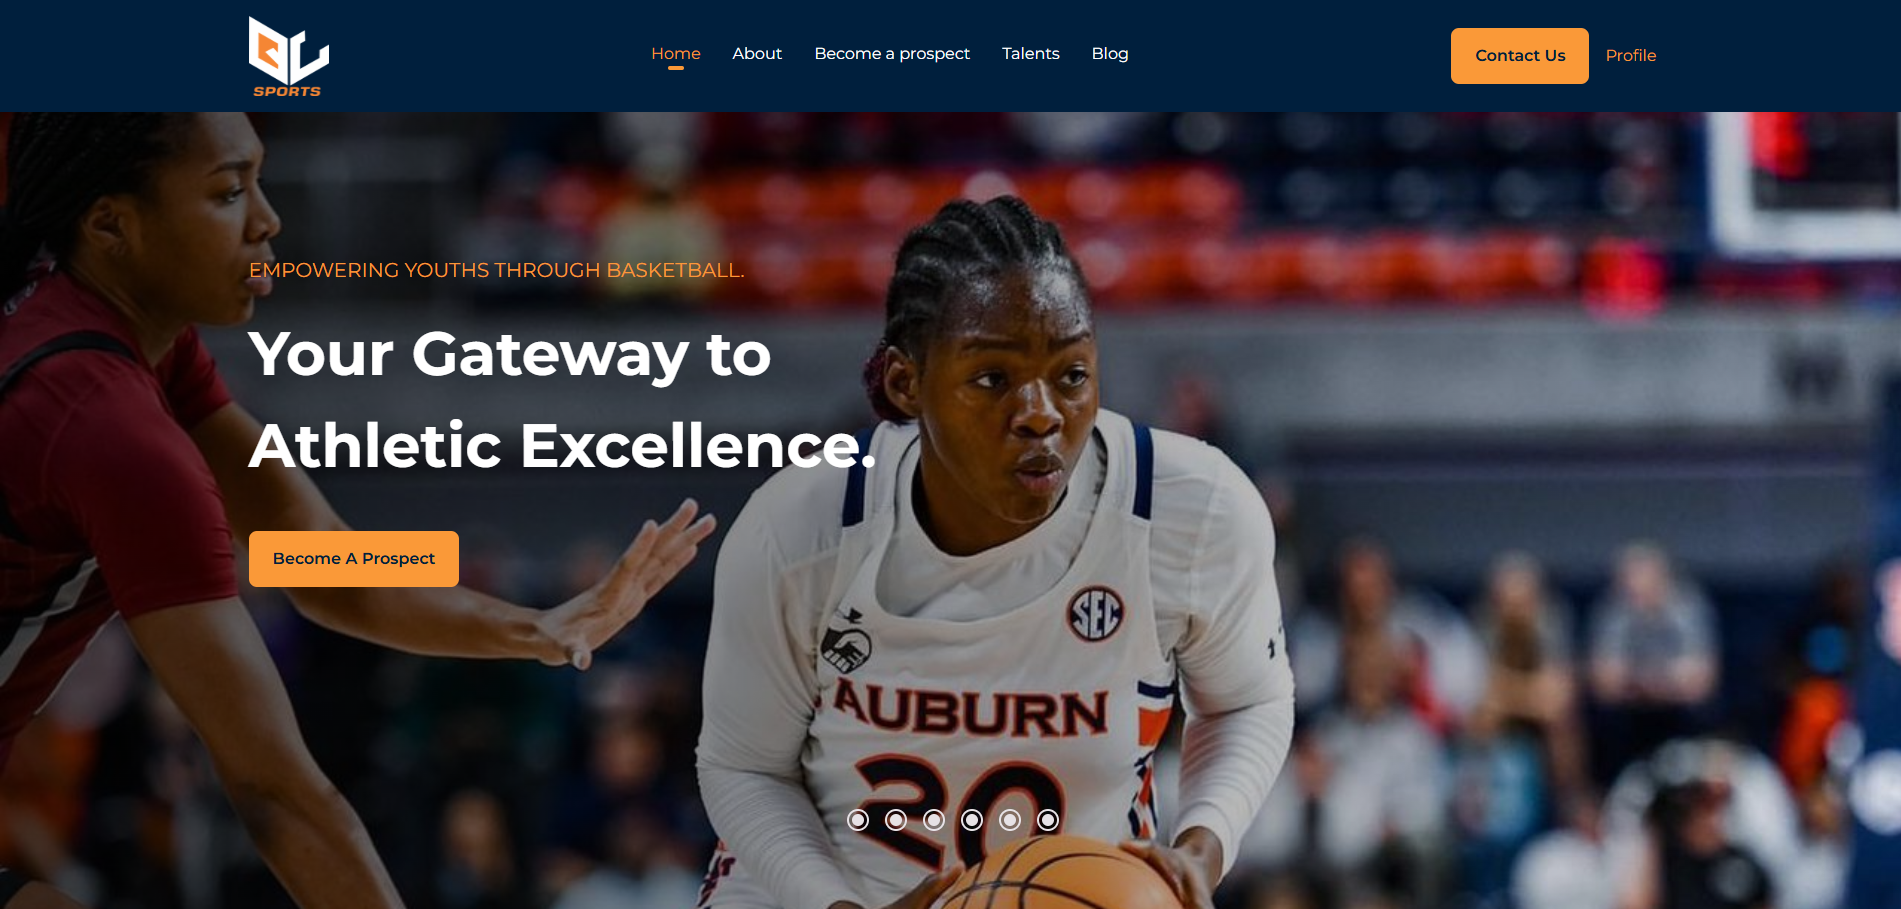 SPORTS
Home
About
Become a prospect
Talents
Blog
Contact Us
Profile
EMPOWERING YOUTHS THROUGH BASKETBALL.
Your Gateway to
Athletic Excellence.
Become A Prospect
SEC
AUBURN
20